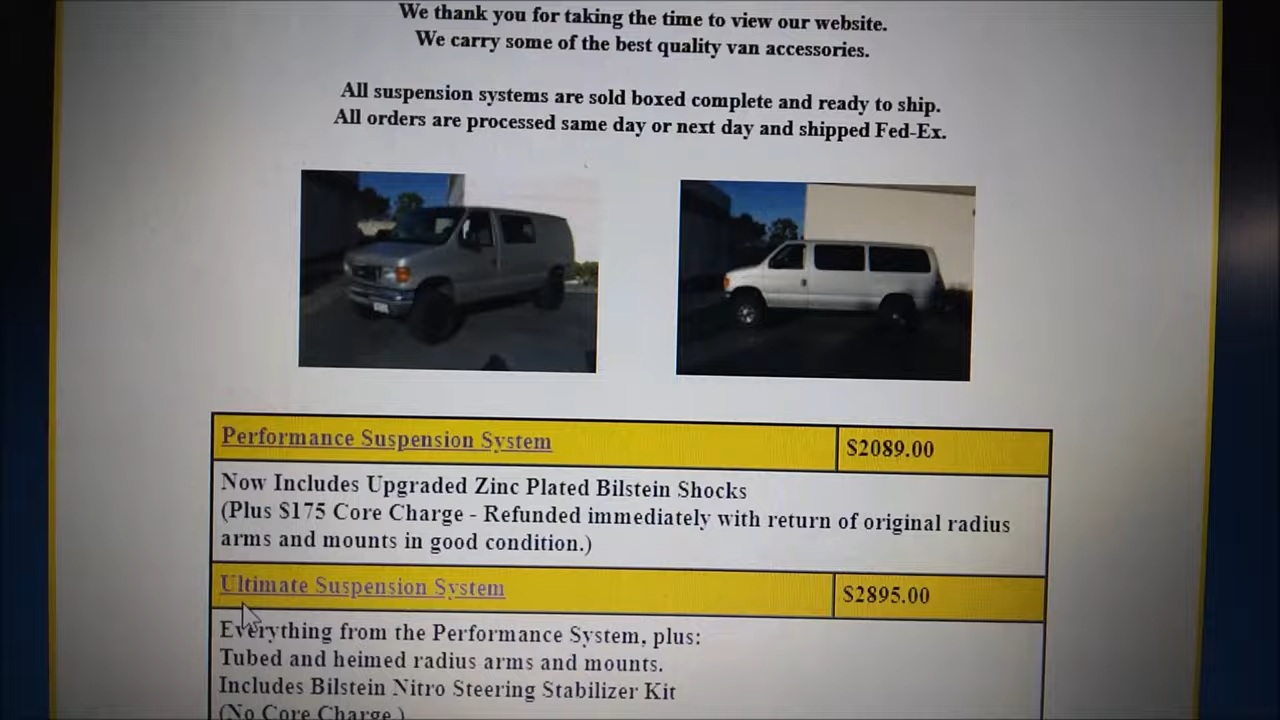 We thank you for taking the time to view our website.
We carry some of the best quality van accessories.
All suspension systems are sold boxed complete and ready to ship.
All orders are processed same day or next day and shipped Fed-Ex.
Performance Suspension System $2089.00
Now Includes Upgraded Zinc Plated Bilstein Shocks
(Plus $175 Core Charge - Refunded immediately with return of original radius
arms and mounts in good condition.)
Ultimate Suspension System $2895.00
Everything from the Performance System, plus:
Tubed and heimed radius arms and mounts.
Includes Bilstein Nitro Steering Stabilizer Kit
(No Core Charge.)